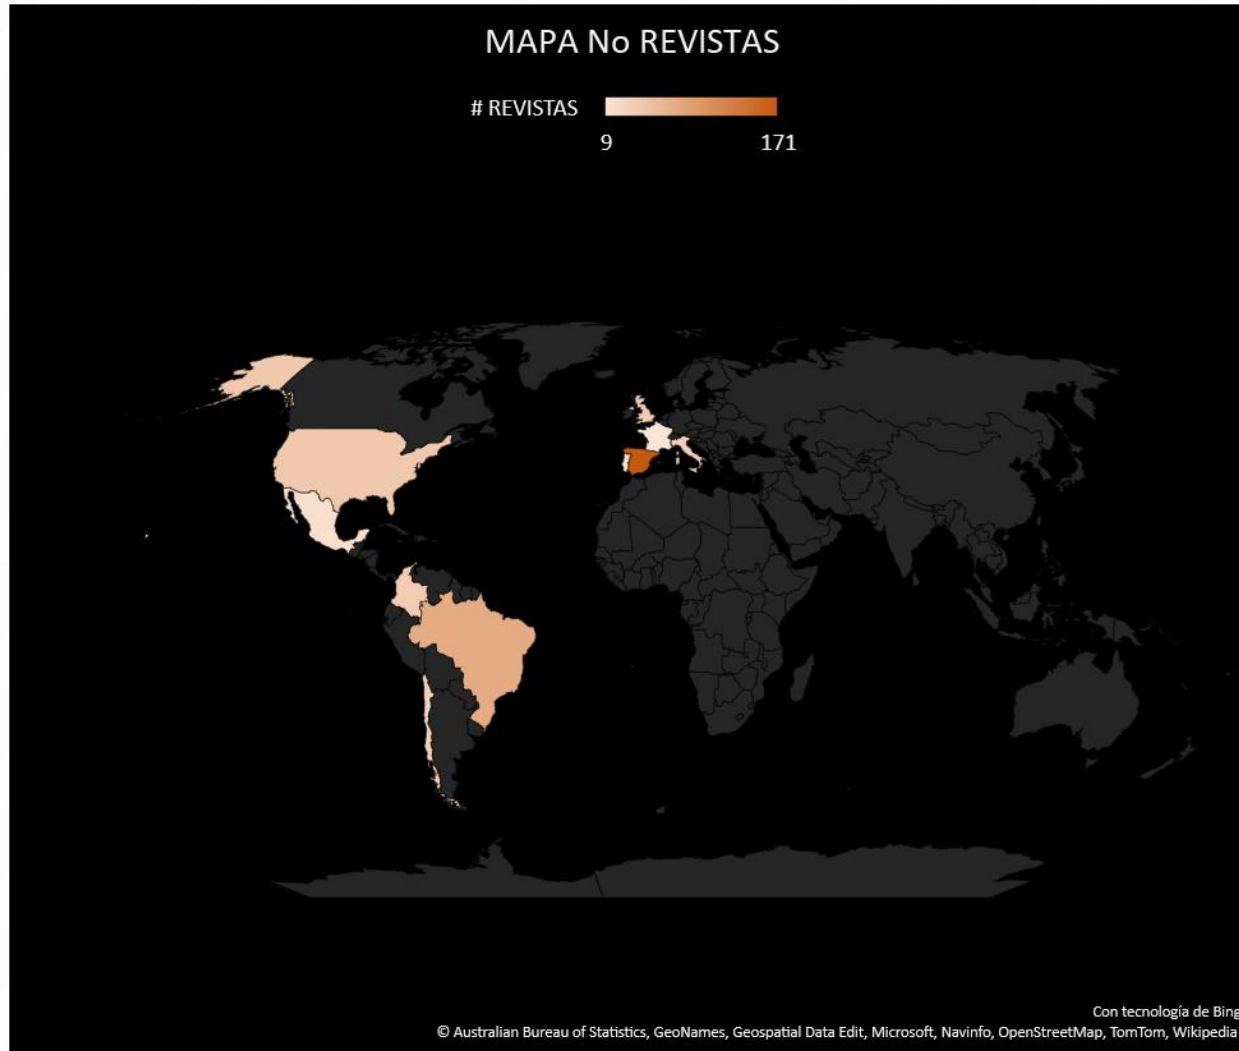 MAPA No REVISTAS
# REVISTAS
9 171
Con tecnología de Bing
© Australian Bureau of Statistics, GeoNames, Geospatial Data Edit, Microsoft, Navinfo, OpenStreetMap, TomTom, Wikipedia